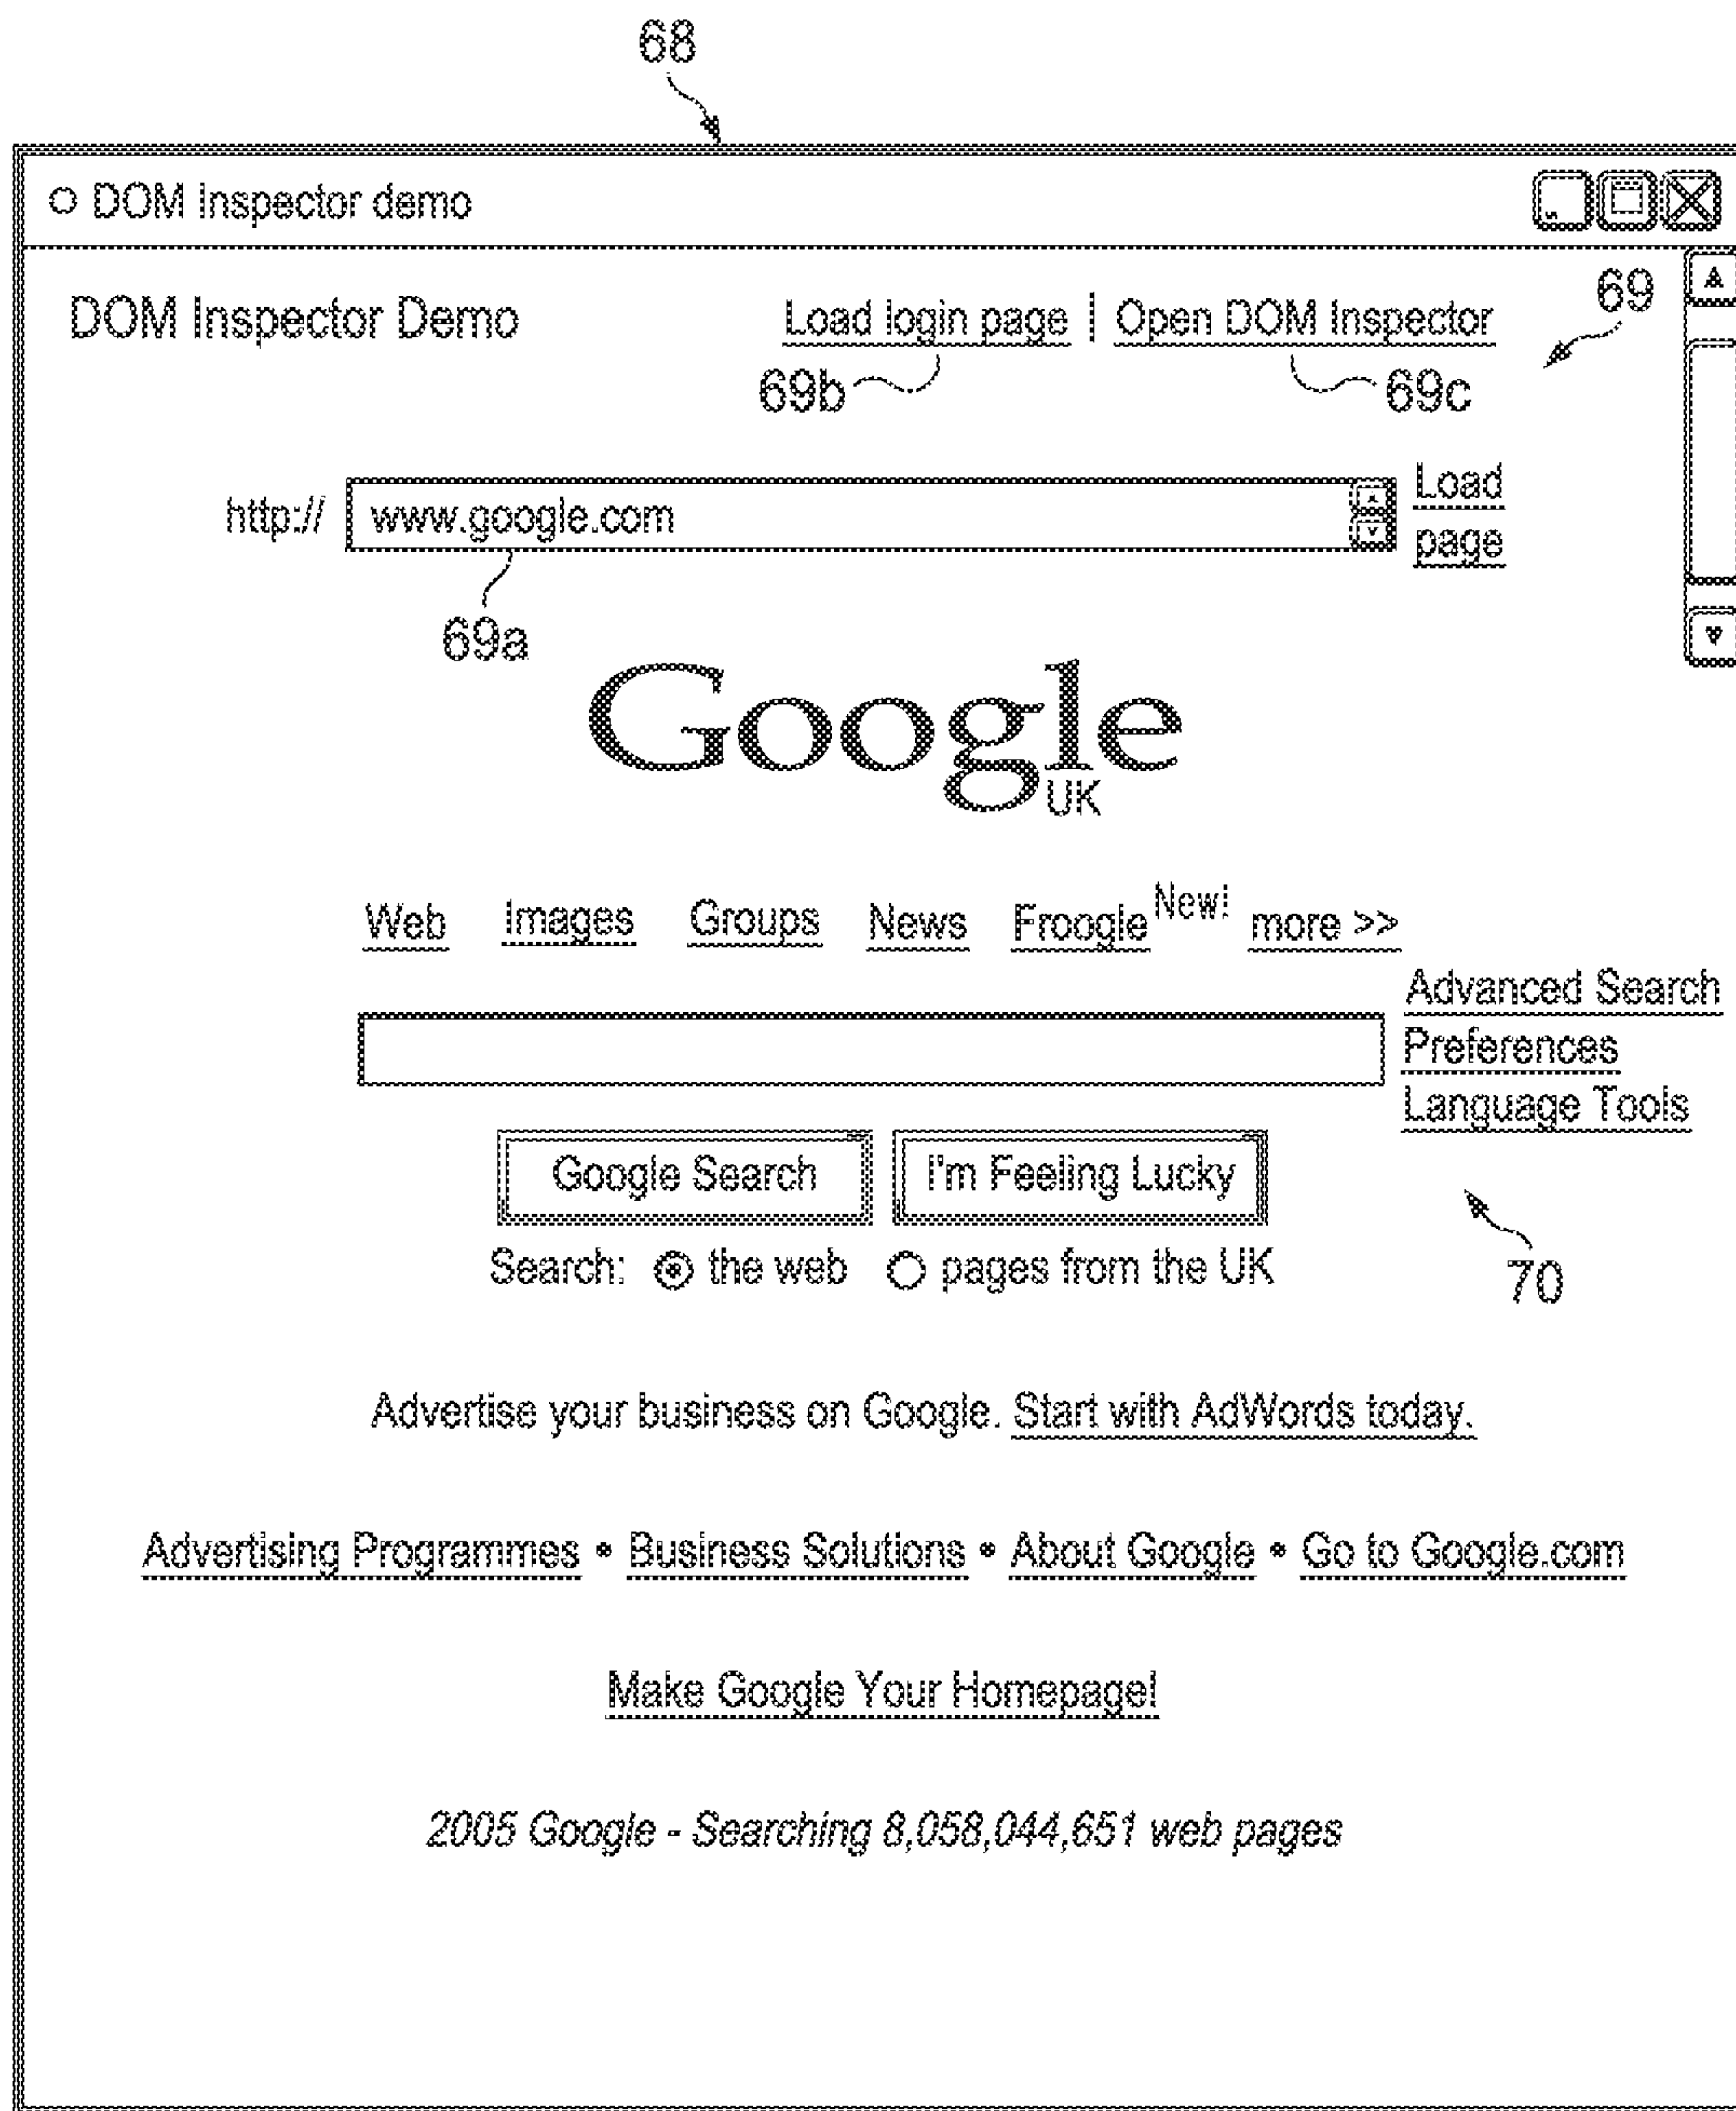 68
DOM Inspector demo
DOM Inspector Demo Load login page | Open DOM Inspector 69
69b 69c
http:// www.google.com Load page
69a
Google
UK
Web Images Groups News Froogle New! more >>
Advanced Search
Preferences
Language Tools
Google Search I'm Feeling Lucky
Search: the web pages from the UK
70
Advertise your business on Google. Start with AdWords today.
Advertising Programmes • Business Solutions • About Google • Go to Google.com
Make Google Your Homepage!
2005 Google - Searching 8,058,044,651 web pages